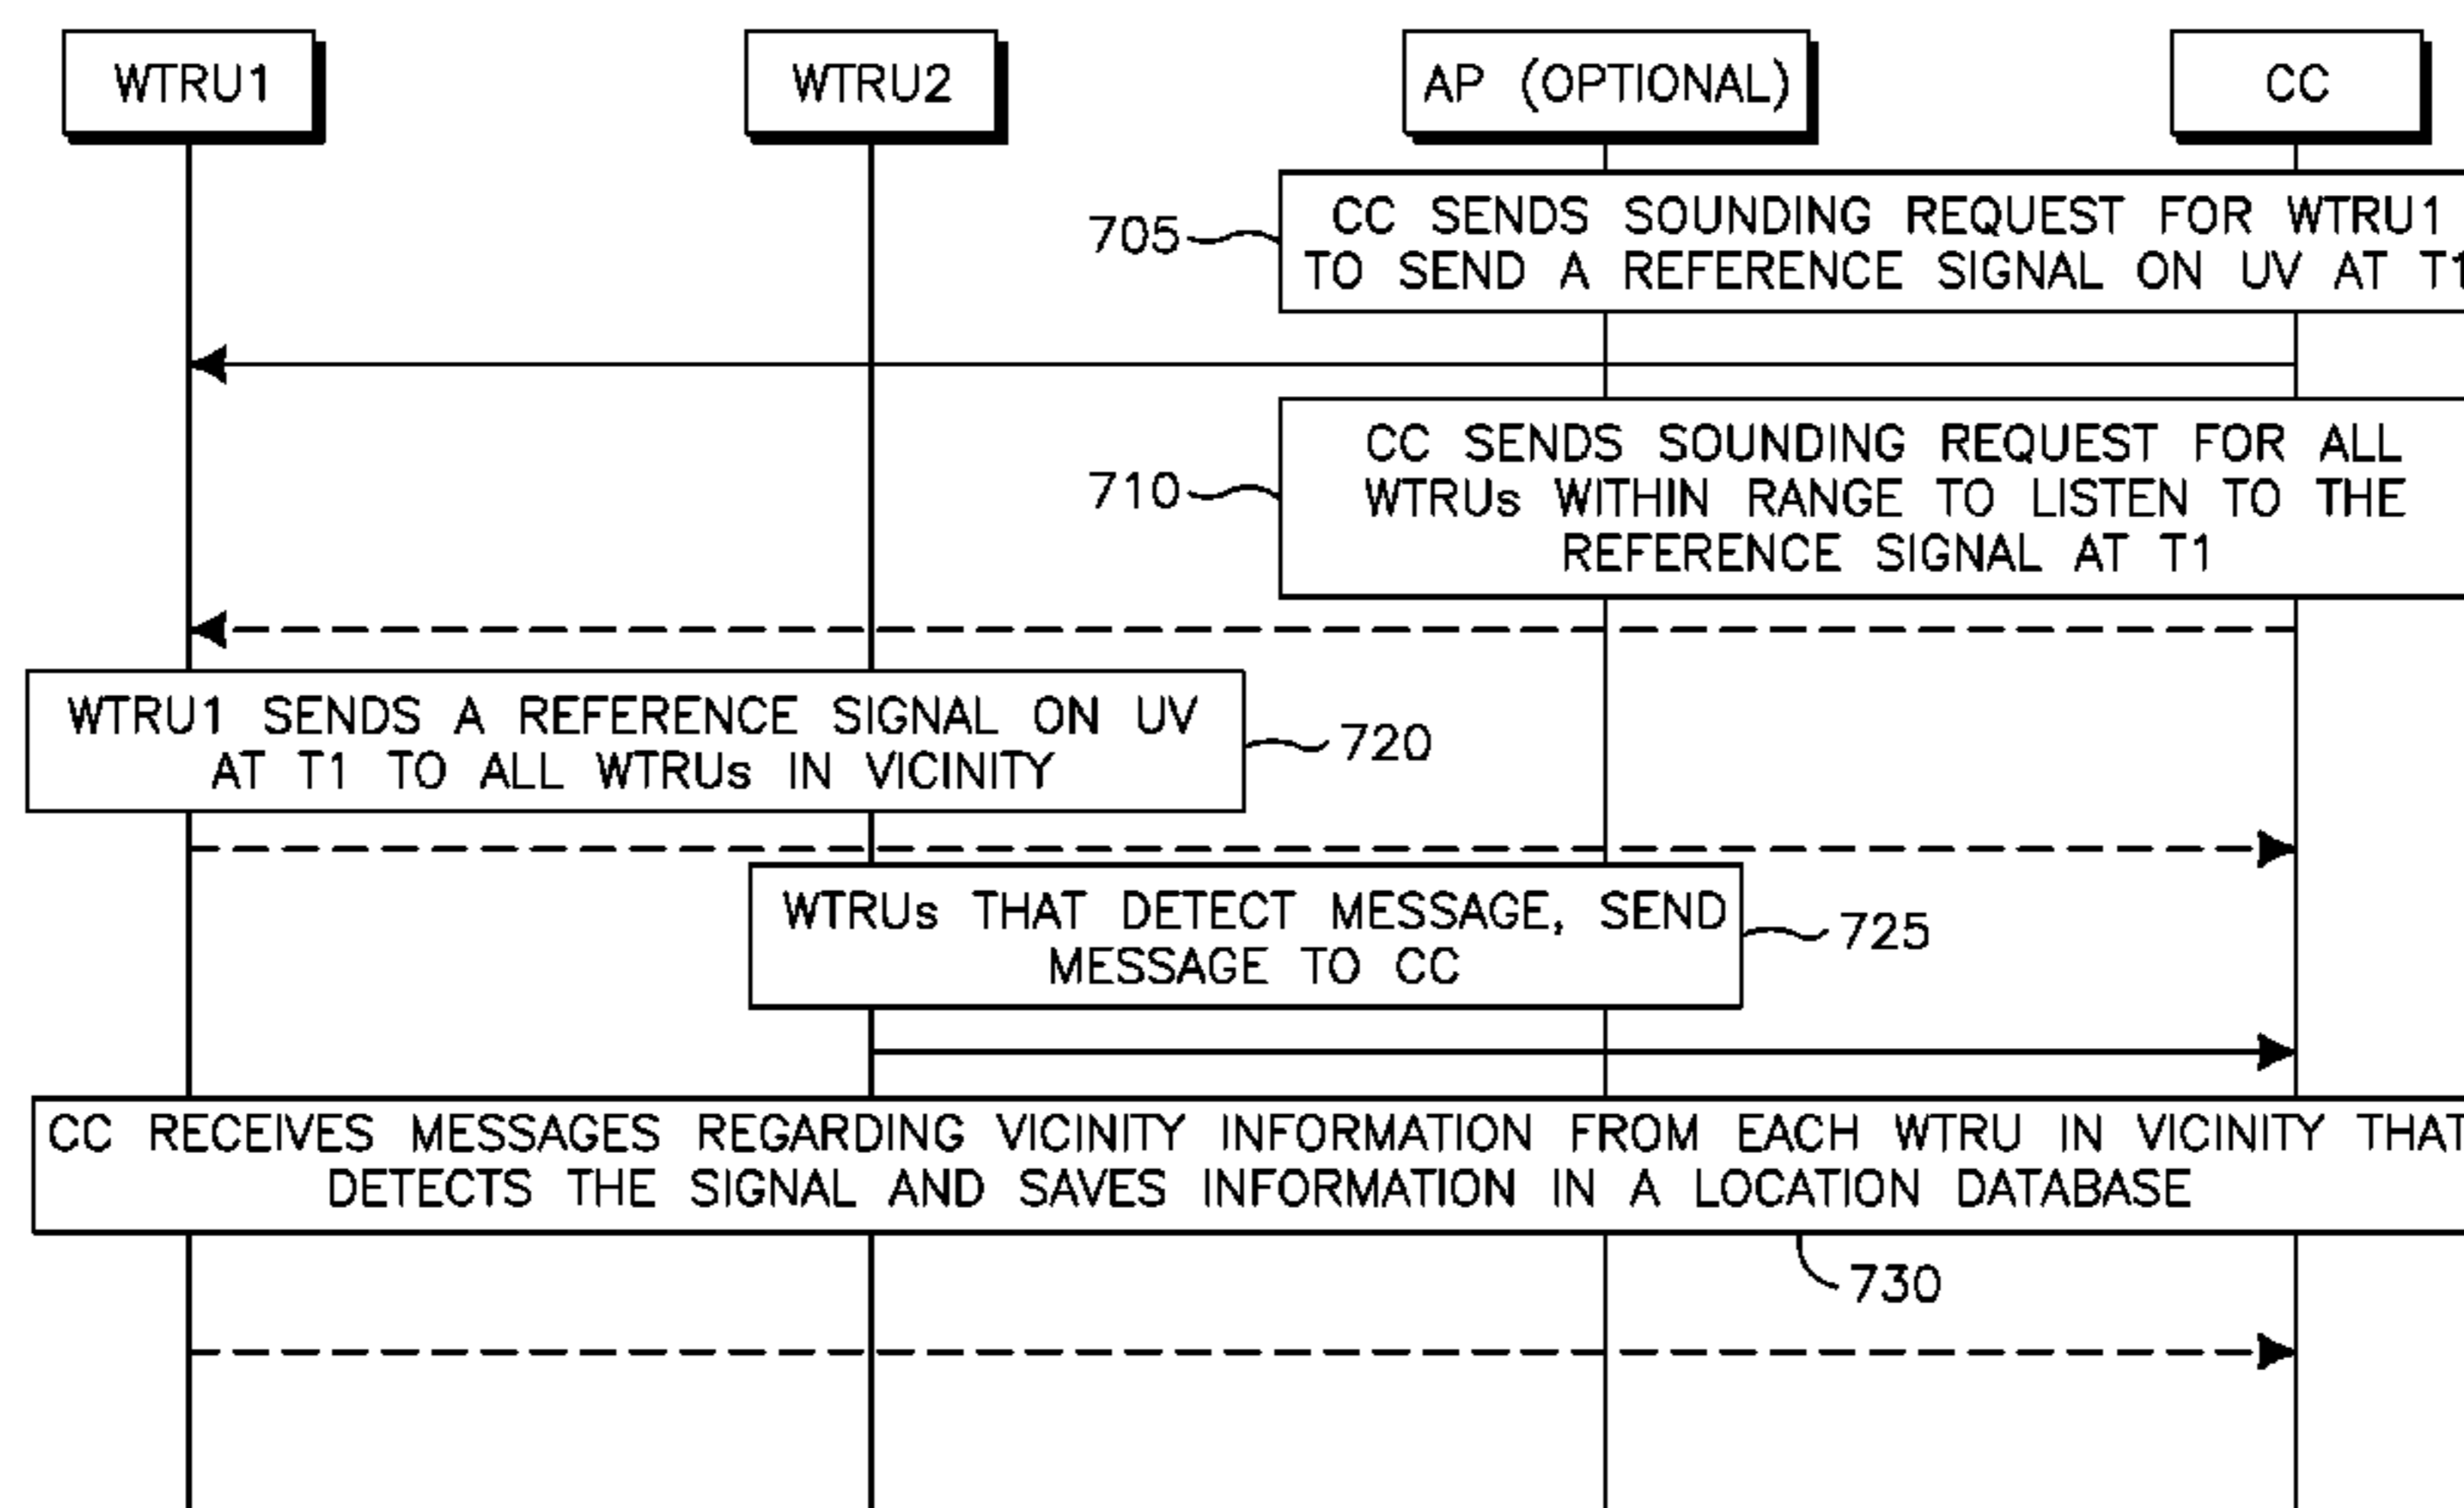 WTRU1
WTRU2
AP (OPTIONAL)
CC
705
CC SENDS SOUNDING REQUEST FOR WTRU1
TO SEND A REFERENCE SIGNAL ON UV AT T1
710
CC SENDS SOUNDING REQUEST FOR ALL
WTRUs WITHIN RANGE TO LISTEN TO THE
REFERENCE SIGNAL AT T1
WTRU1 SENDS A REFERENCE SIGNAL ON UV
AT T1 TO ALL WTRUs IN VICINITY
720
WTRUs THAT DETECT MESSAGE, SEND
MESSAGE TO CC
725
CC RECEIVES MESSAGES REGARDING VICINITY INFORMATION FROM EACH WTRU IN VICINITY THAT
DETECTS THE SIGNAL AND SAVES INFORMATION IN A LOCATION DATABASE
730